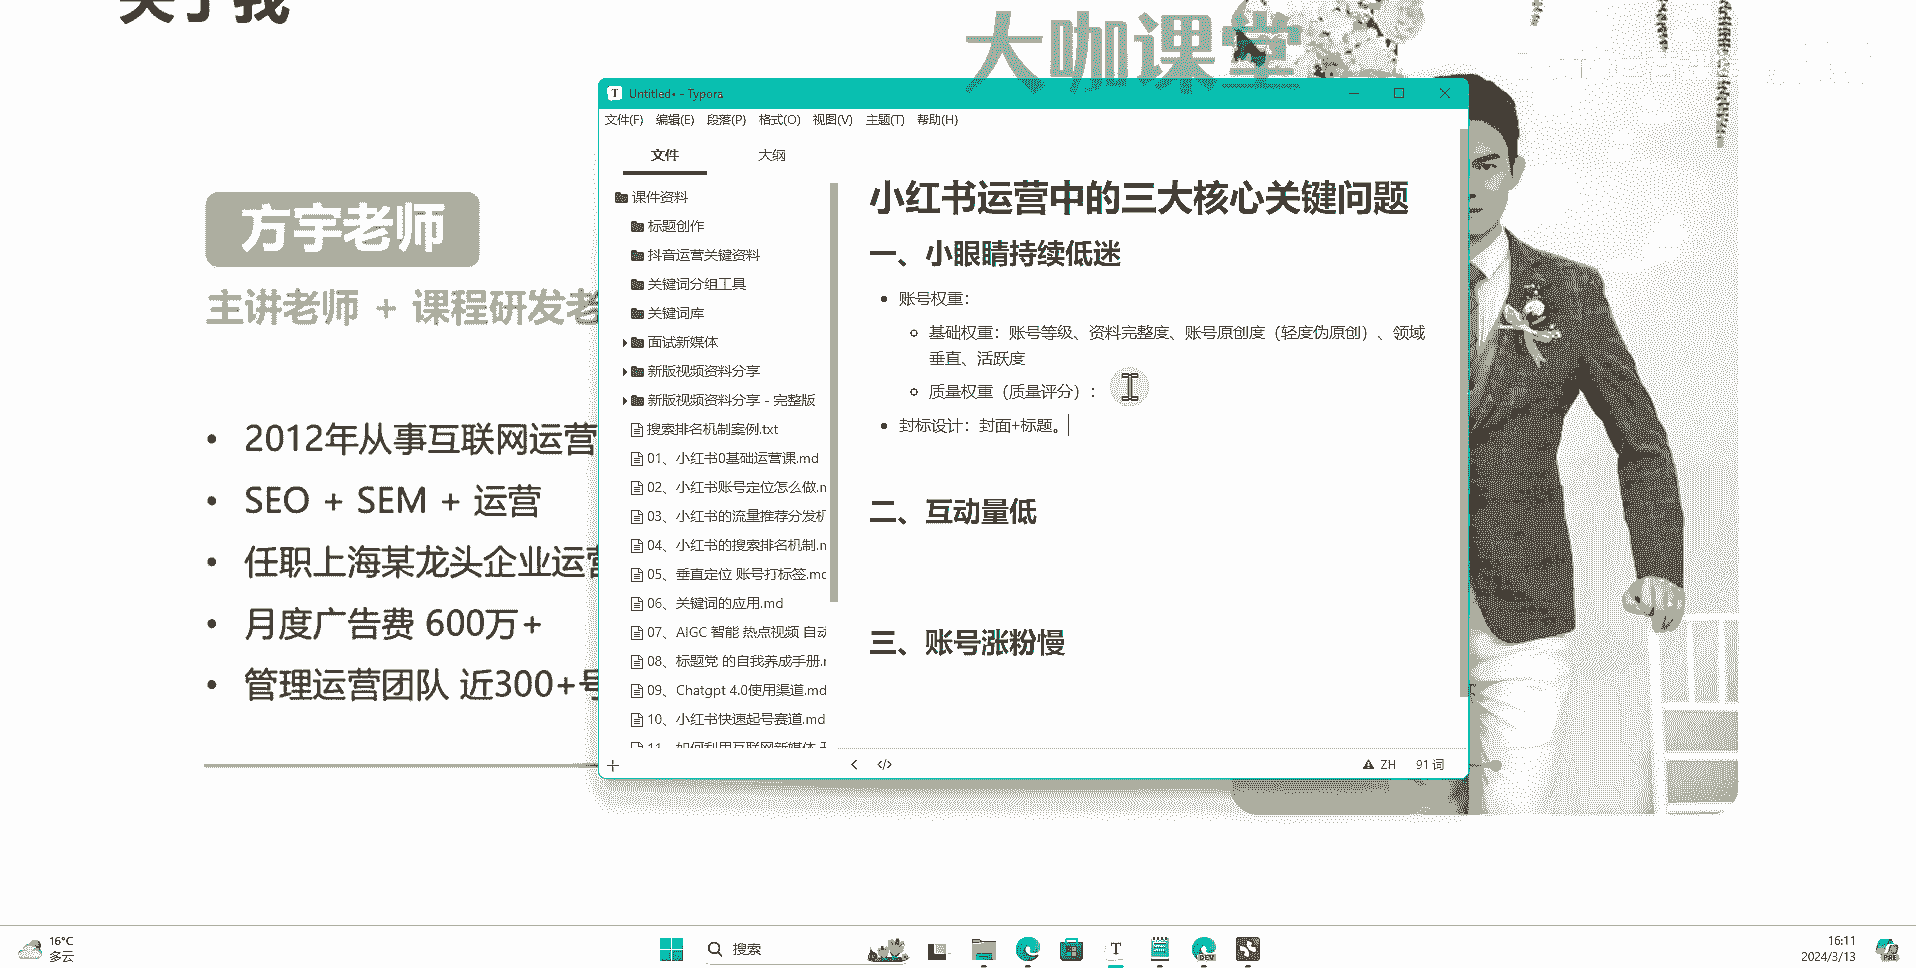 关于我
大咖课堂
方宇老师
主讲老师 + 课程研发老
2012年从事互联网运营
SEO + SEM + 运营
任职上海某龙头企业运营
月度广告费 600万+
管理运营团队 近300+号
Untitled• - Typora
文件(F) 编辑(E) 段落(P) 格式(O) 视图(V) 主题(T) 帮助(H)
文件 大纲
课件资料
标题创作
抖音运营关键资料
关键词分组工具
关键词库
面试新媒体
新版视频资料分享
新版视频资料分享 - 完整版
搜索排名机制案例.txt
01、小红书0基础运营课.md
02、小红书账号定位怎么做.n
03、小红书的流量推荐分发机
04、小红书的搜索排名机制.n
05、垂直定位 账号打标签.mc
06、关键词的应用.md
07、AIGC 智能 热点视频 自动
08、标题党 的自我养成手册.r
09、Chatgpt 4.0使用渠道.md
10、小红书快速起号赛道.md
11、如何利用互联网新媒体
小红书运营中的三大核心关键问题
一、小眼睛持续低迷
账号权重：
基础权重：账号等级、资料完整度、账号原创度（轻度伪原创）、领域
垂直、活跃度
质量权重（质量评分）：
封标设计：封面+标题。
二、互动量低
三、账号涨粉慢
ZH 91 词
16°C
多云
搜索
16:11
2024/3/13
DEV
PRE